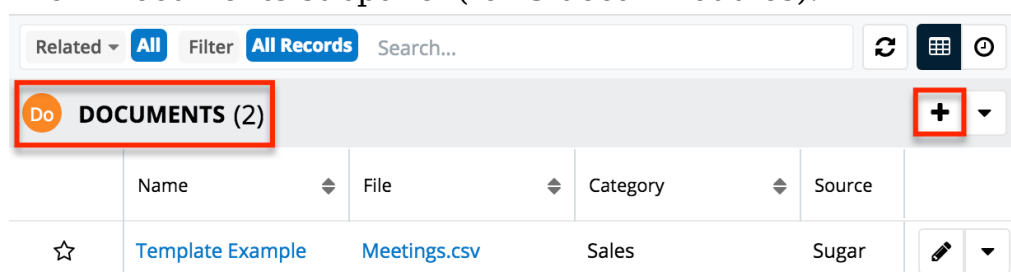 Related All Filter All Records Search...
Do DOCUMENTS (2)
Name File Category Source
Template Example Meetings.csv Sales Sugar